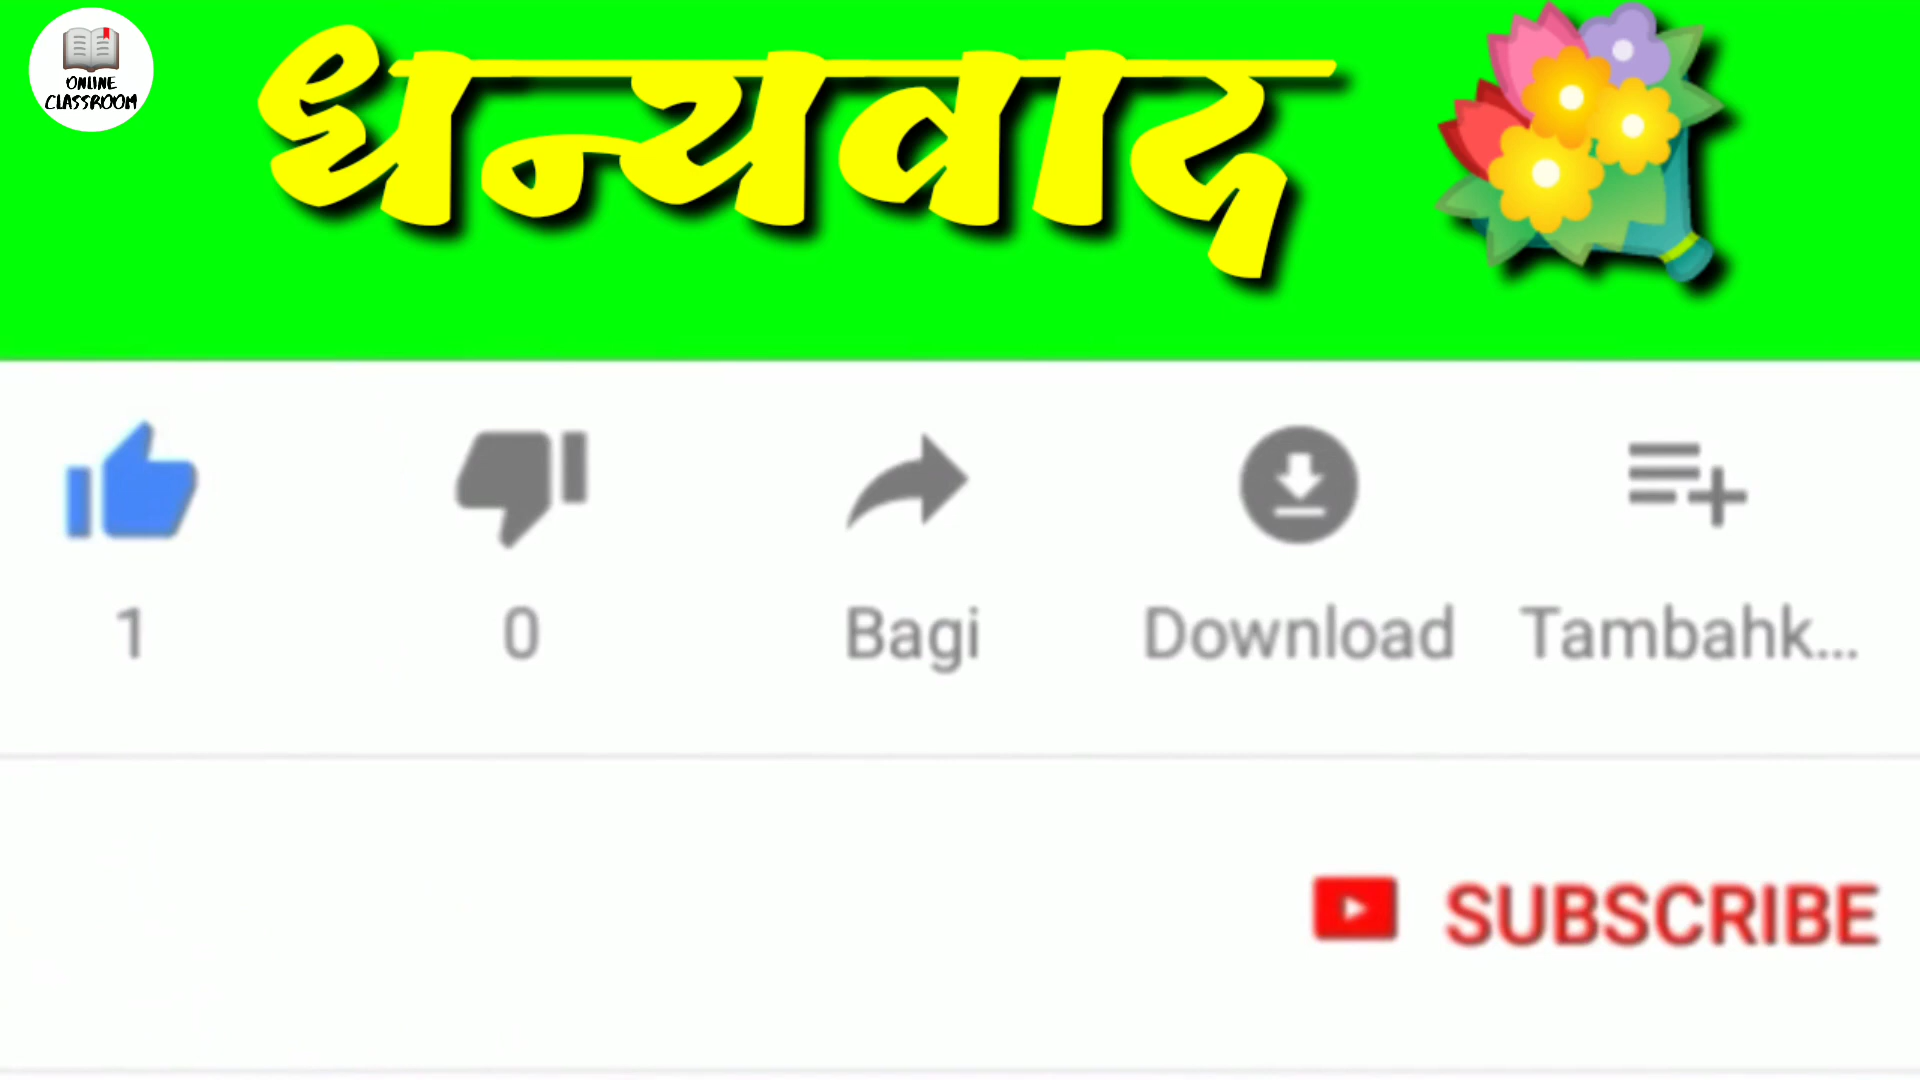 ONLINE
CLASSROOM
धन्यवाद
1 0 Bagi Download Tambahk...
SUBSCRIBE